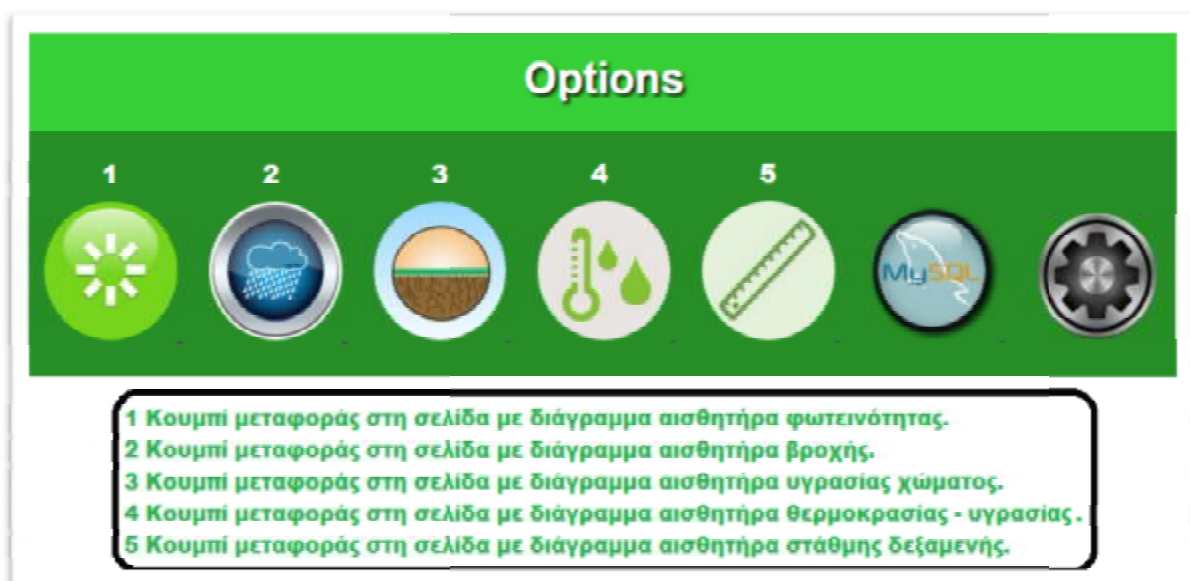 Options
1 2 3 4 5
MySQL
1 Κουμπί μεταφοράς στη σελίδα με διάγραμμα αισθητήρα φωτεινότητας.
2 Κουμπί μεταφοράς στη σελίδα με διάγραμμα αισθητήρα βροχής.
3 Κουμπί μεταφοράς στη σελίδα με διάγραμμα αισθητήρα υγρασίας χώματος.
4 Κουμπί μεταφοράς στη σελίδα με διάγραμμα αισθητήρα θερμοκρασίας - υγρασίας .
5 Κουμπί μεταφοράς στη σελίδα με διάγραμμα αισθητήρα στάθμης δεξαμενής.